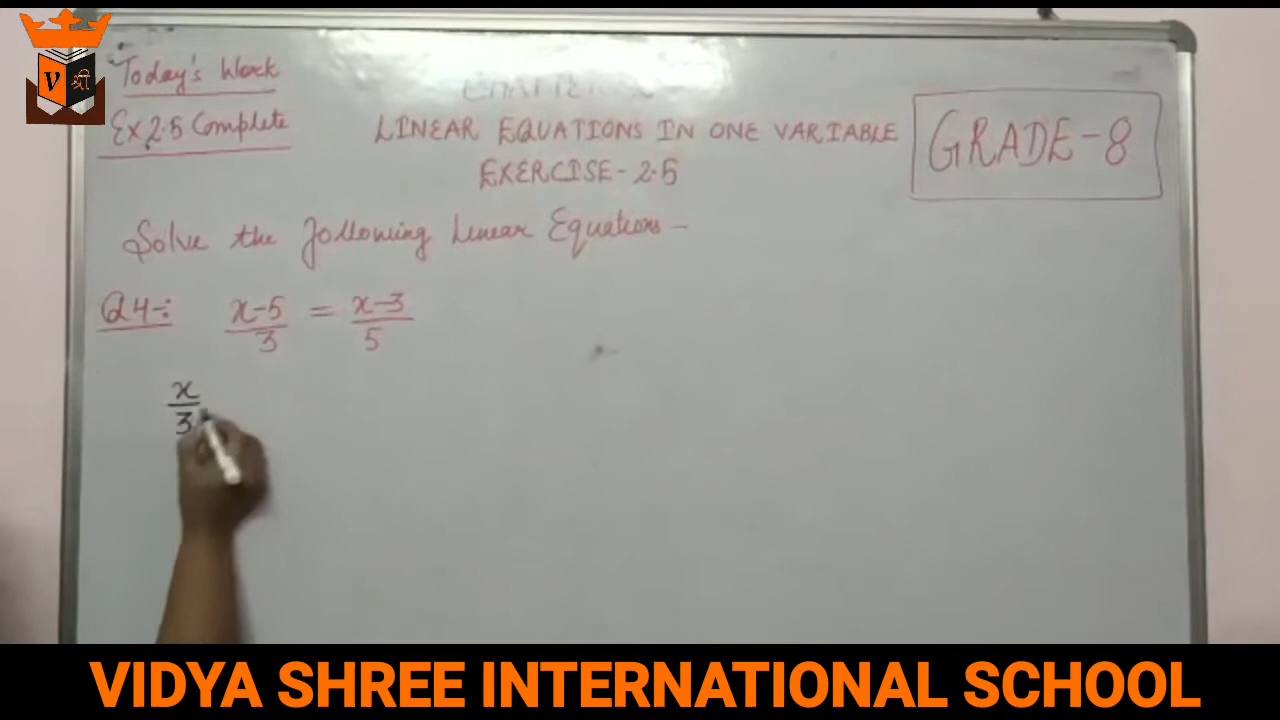 V श्री
Today's Work
Ex 2.5 Complete
LINEAR EQUATIONS IN ONE VARIABLE
EXERCISE-2.5
GRADE-8
Solve the following Linear Equations -
Q4÷ x-5/3 = x-3/5
x/3
VIDYA SHREE INTERNATIONAL SCHOOL